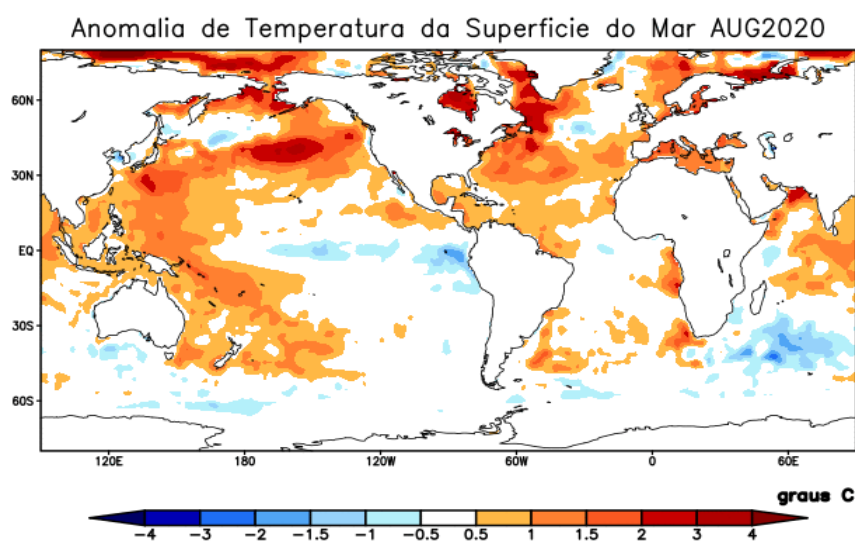 Anomalia de Temperatura da Superficie do Mar AUG2020
60N
30N
EQ
30S
60S
120E 180 120W 60W 0 60E
graus C
-4 -3 -2 -1.5 -1 -0.5 0.5 1 1.5 2 3 4